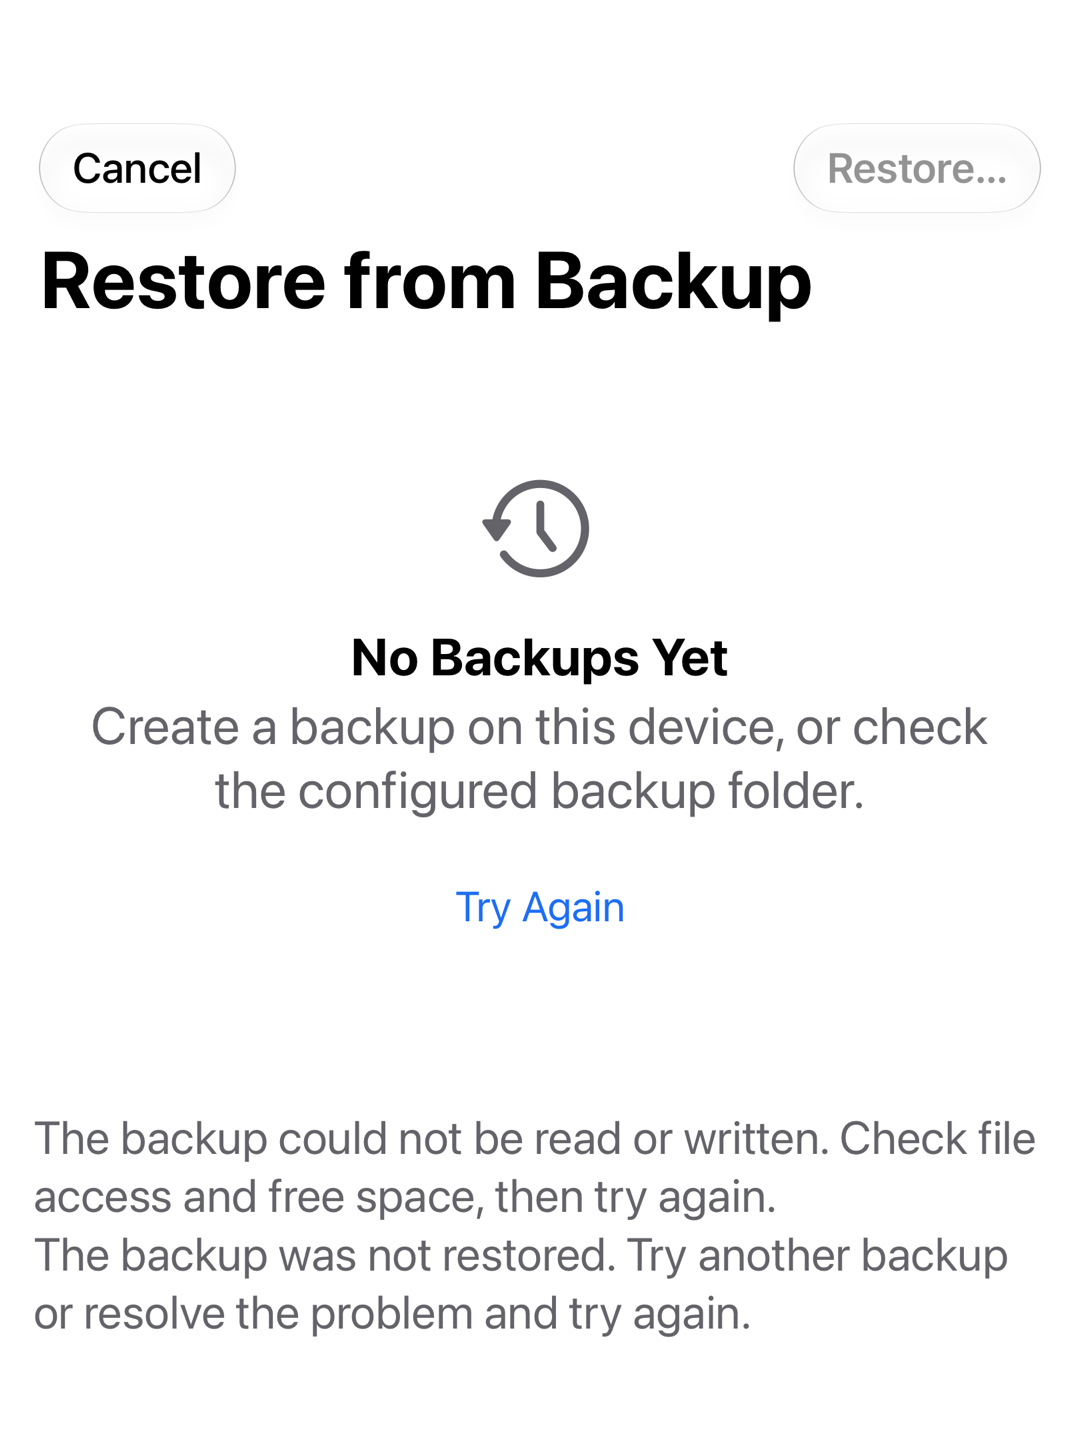 Cancel
Restore...
Restore from Backup
No Backups Yet
Create a backup on this device, or check
the configured backup folder.
Try Again
The backup could not be read or written. Check file
access and free space, then try again.
The backup was not restored. Try another backup
or resolve the problem and try again.